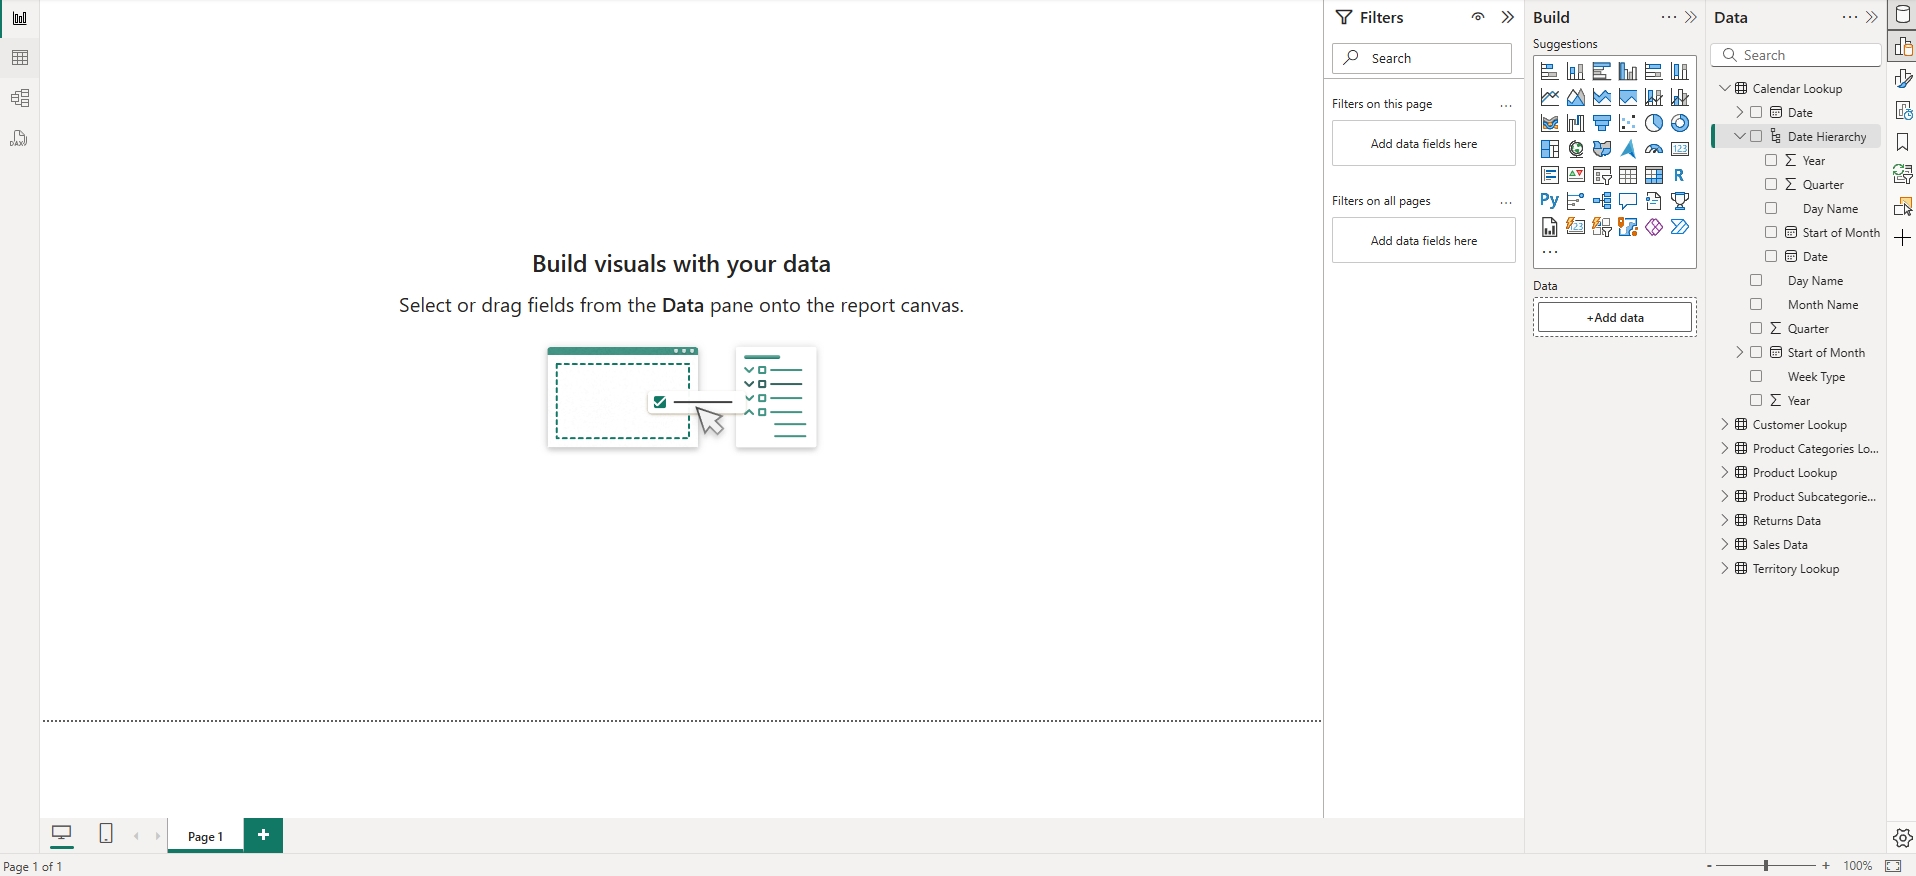 Filters
Search
Filters on this page
...
Add data fields here
Filters on all pages
...
Add data fields here
Build
...
Suggestions
123
R
Py
123
...
Data
+Add data
Data
...
Search
Calendar Lookup
Date
Date Hierarchy
Σ Year
Σ Quarter
Day Name
Start of Month
Date
Day Name
Month Name
Σ Quarter
Start of Month
Week Type
Σ Year
Customer Lookup
Product Categories Lo...
Product Lookup
Product Subcategorie...
Returns Data
Sales Data
Territory Lookup
DAX
Build visuals with your data
Select or drag fields from the Data pane onto the report canvas.
Page 1
+
Page 1 of 1
- + 100%